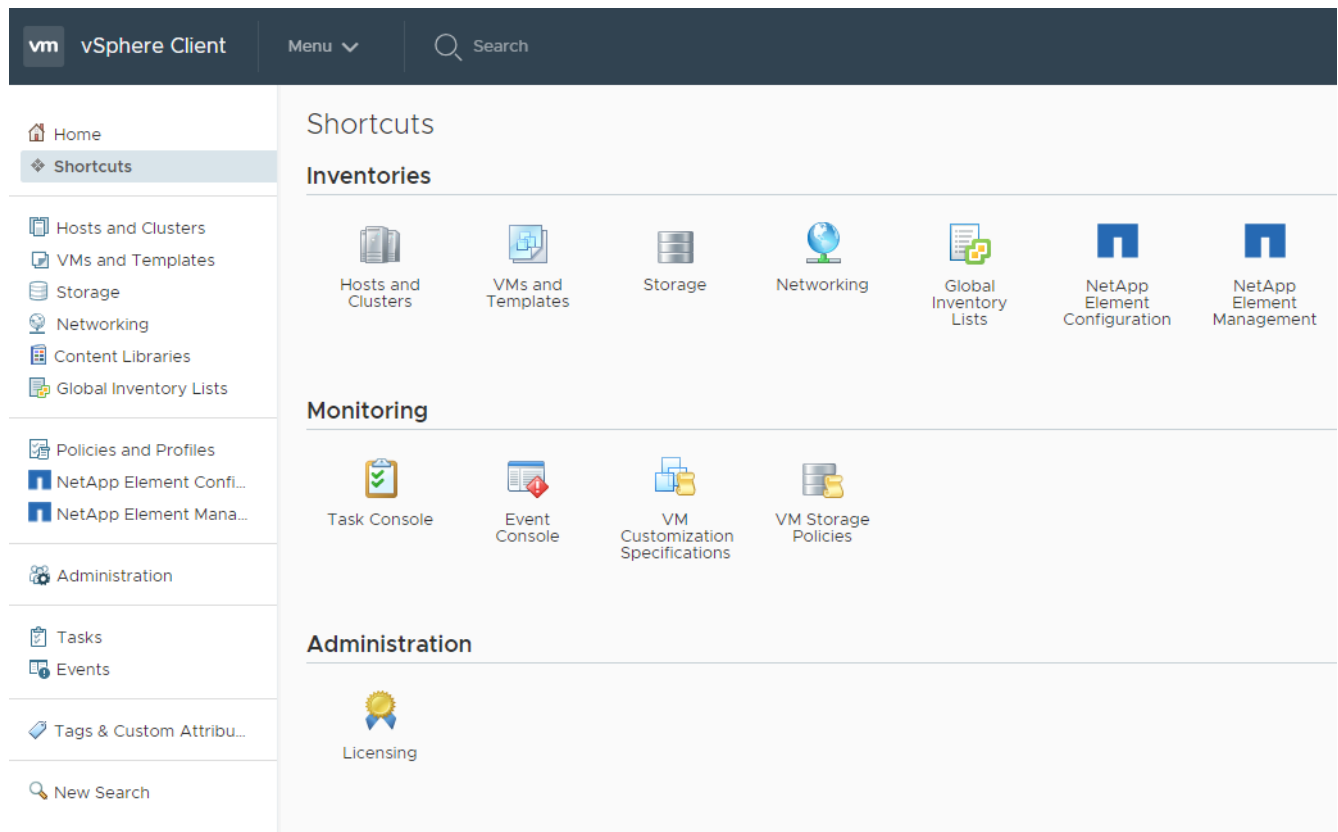 vm vSphere Client Menu Search
Home
Shortcuts
Hosts and Clusters
VMs and Templates
Storage
Networking
Content Libraries
Global Inventory Lists
Policies and Profiles
NetApp Element Confi...
NetApp Element Mana...
Administration
Tasks
Events
Tags & Custom Attribu...
New Search
Shortcuts
Inventories
Hosts and
Clusters
VMs and
Templates
Storage
Networking
Global
Inventory
Lists
NetApp
Element
Configuration
NetApp
Element
Management
Monitoring
Task Console
Event
Console
VM
Customization
Specifications
VM Storage
Policies
Administration
Licensing